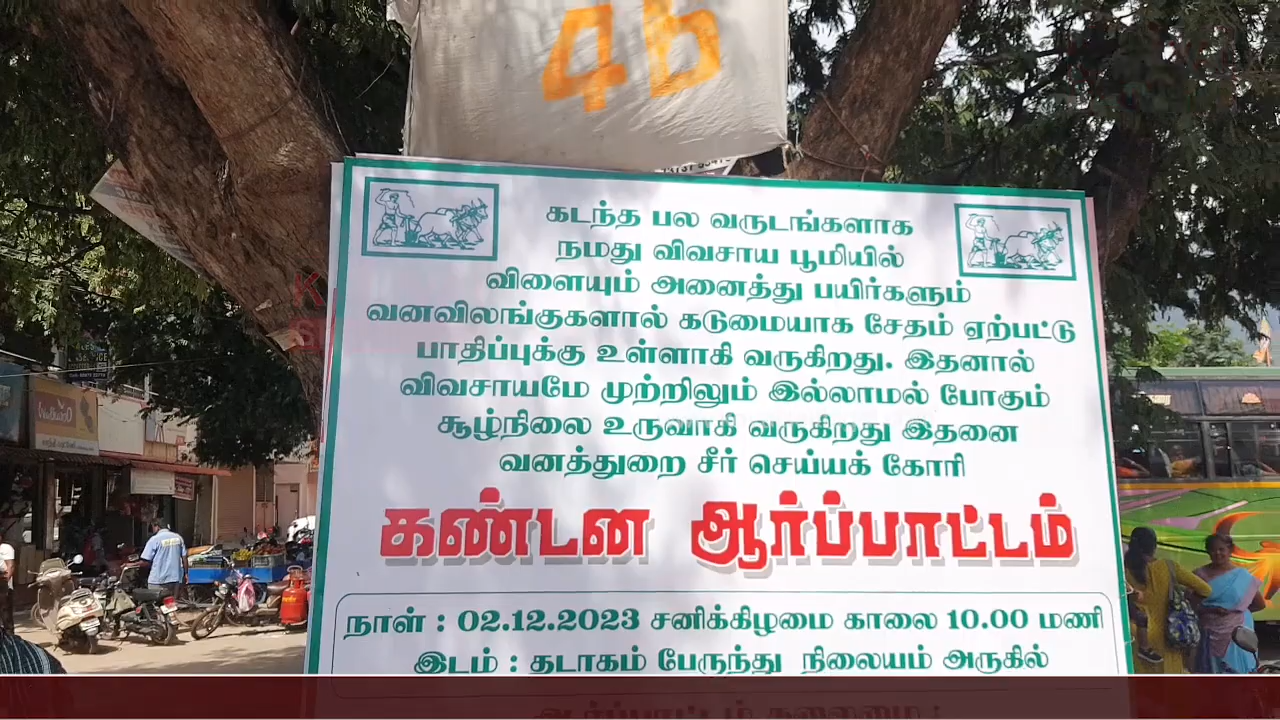 4b
கடந்த பல வருடங்களாக
நமது விவசாய பூமியில்
விளையும் அனைத்து பயிர்களும்
வனவிலங்குகளால் கடுமையாக சேதம் ஏற்பட்டு
பாதிப்புக்கு உள்ளாகி வருகிறது. இதனால்
விவசாயமே முற்றிலும் இல்லாமல் போகும்
சூழ்நிலை உருவாகி வருகிறது இதனை
வனத்துறை சீர் செய்யக் கோரி
கண்டன ஆர்ப்பாட்டம்
நாள் : 02.12.2023 சனிக்கிழமை காலை 10.00 மணி
இடம் : தடாகம் பேருந்து நிலையம் அருகில்